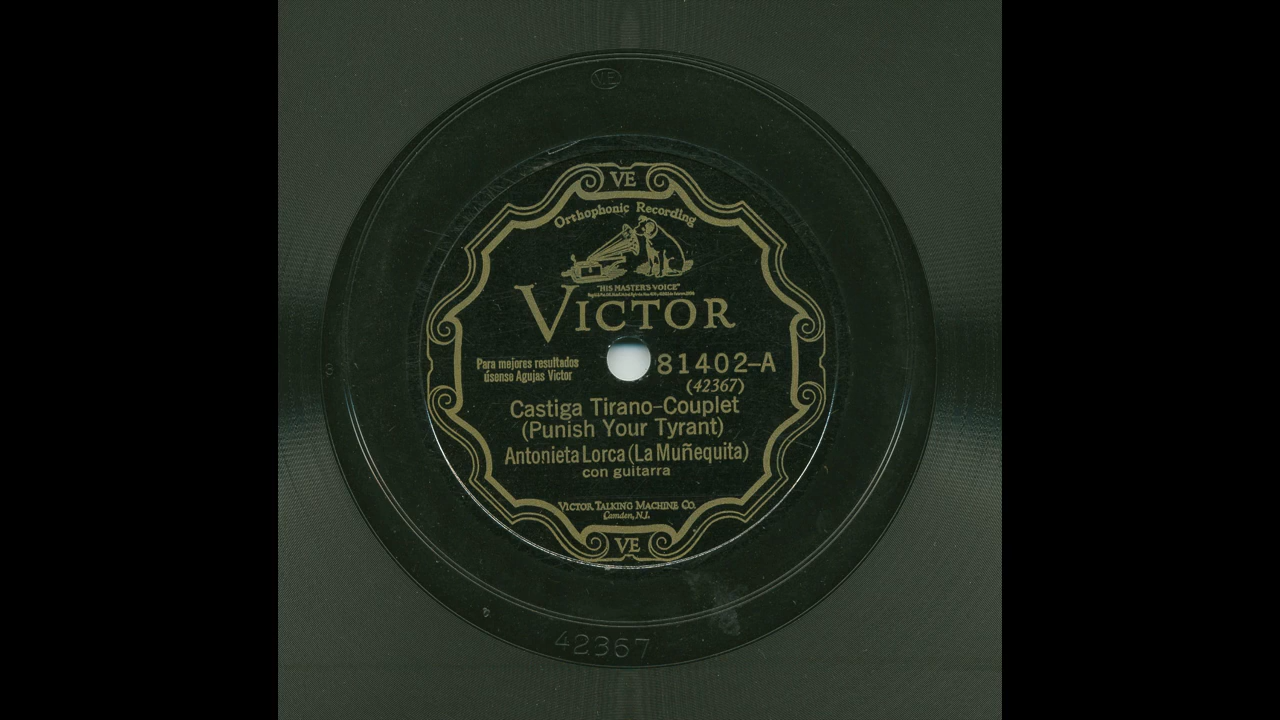 VE
VE
Orthophonic Recording
"HIS MASTER'S VOICE"
VICTOR
Para mejores resultados
úsense Agujas Victor
81402-A
(42367)
Castiga Tirano-Couplet
(Punish Your Tyrant)
Antonieta Lorca (La Muñequita)
con guitarra
VICTOR TALKING MACHINE CO.
Camden, N.J.
VE
42367